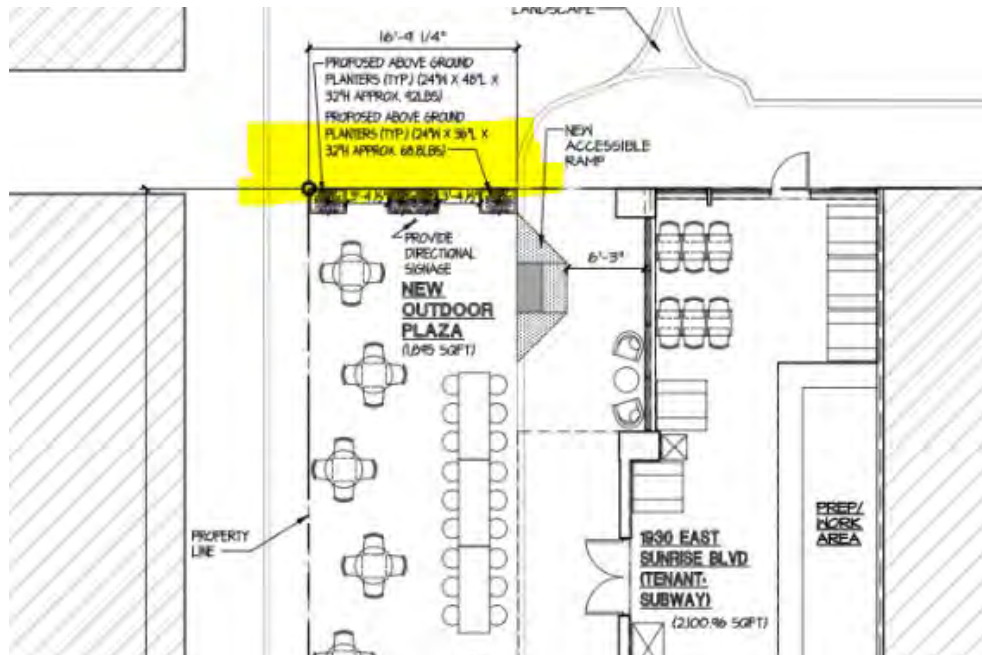 LANDSCAPE
16'-9 1/4"
PROPOSED ABOVE GROUND
PLANTERS (TYP.) (24"W X 48"L X
32"H APPROX. 92LBS)
PROPOSED ABOVE GROUND
PLANTERS (TYP.) (24"W X 36"L X
32"H APPROX. 68.8LBS)
NEW
ACCESSIBLE
RAMP
PROVIDE
DIRECTIONAL
SIGNAGE
6'-3"
NEW
OUTDOOR
PLAZA
(1,695 SQFT)
PROPERTY
LINE
PREP/
WORK
AREA
1930 EAST
SUNRISE BLVD
(TENANT-
SUBWAY)
(2,100.96 SQFT)